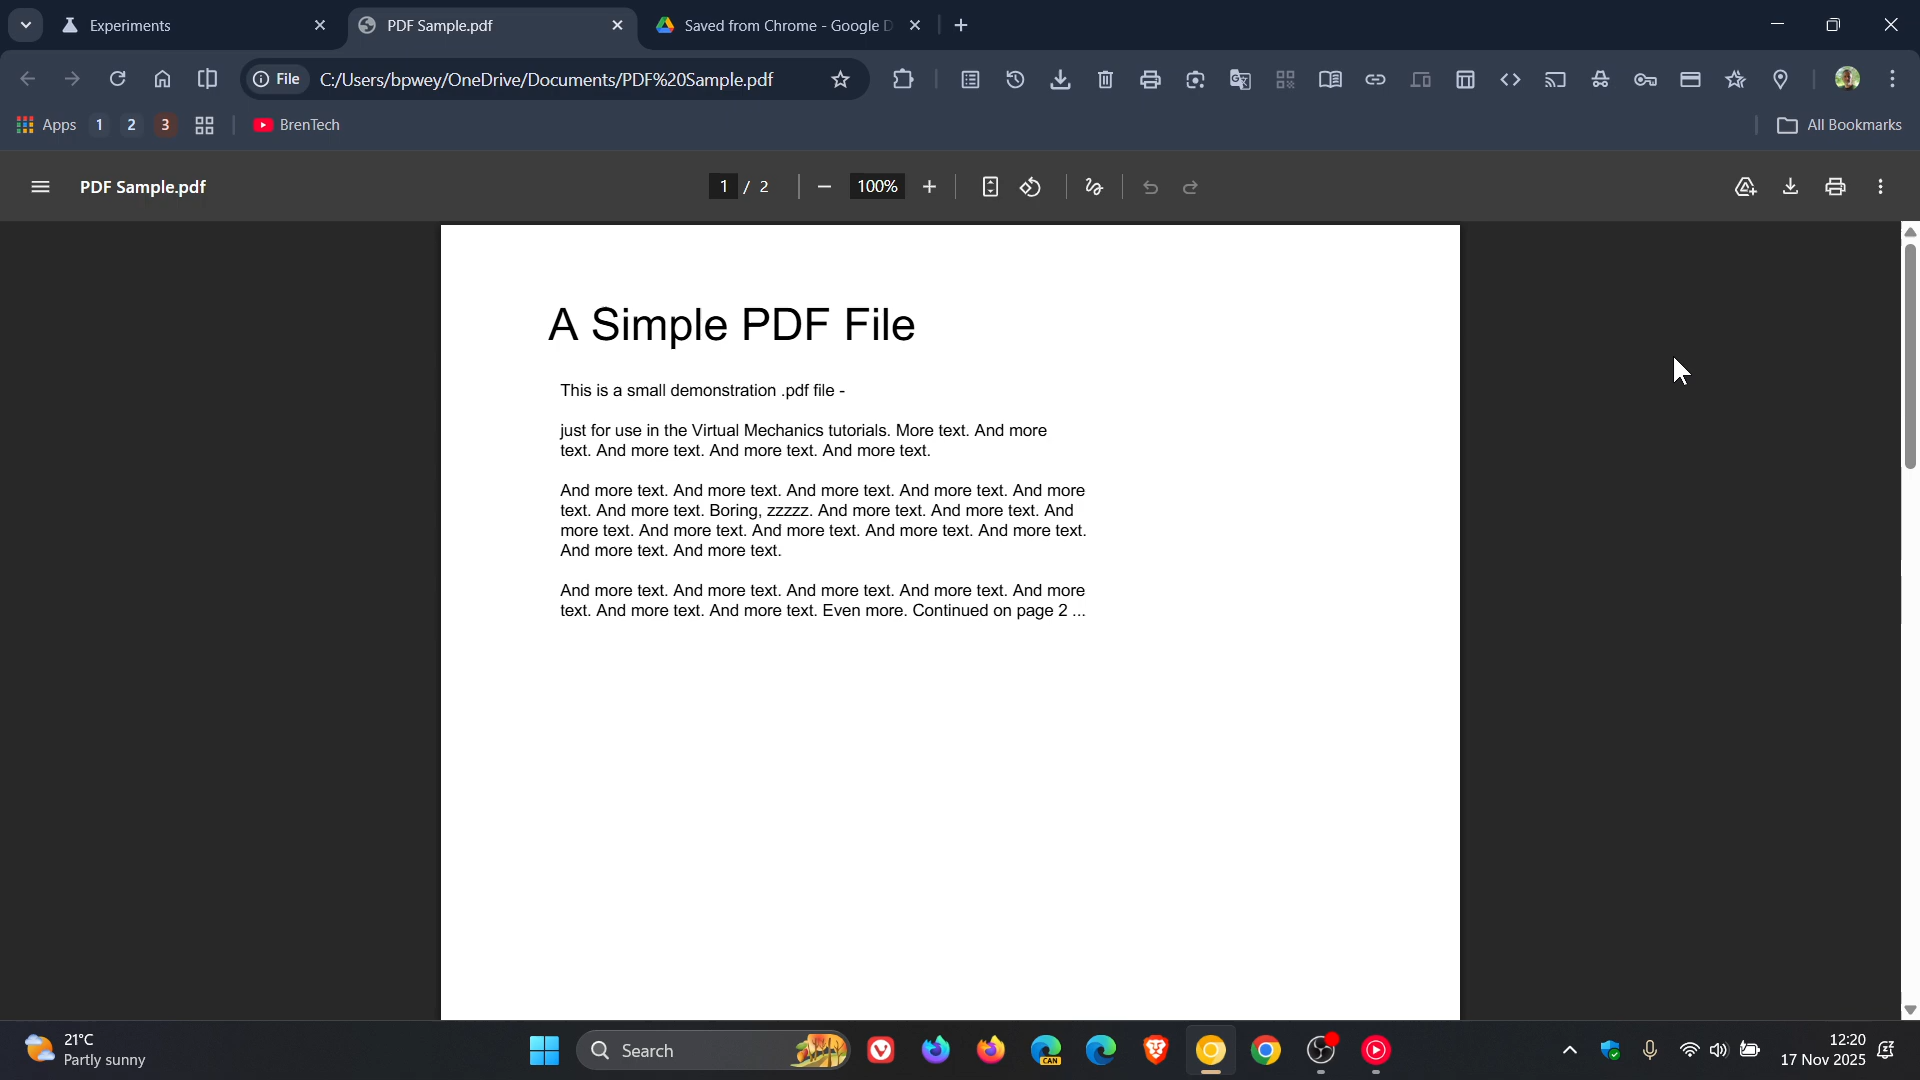 Experiments
PDF Sample.pdf
Saved from Chrome - Google D
File
C:/Users/bpwey/OneDrive/Documents/PDF%20Sample.pdf
Apps
1
2
3
BrenTech
All Bookmarks
PDF Sample.pdf
1 / 2
100%
A Simple PDF File
This is a small demonstration .pdf file -
just for use in the Virtual Mechanics tutorials. More text. And more
text. And more text. And more text. And more text.
And more text. And more text. And more text. And more text. And more
text. And more text. Boring, zzzzz. And more text. And more text. And
more text. And more text. And more text. And more text. And more text.
And more text. And more text.
And more text. And more text. And more text. And more text. And more
text. And more text. And more text. Even more. Continued on page 2 ...
21°C
Partly sunny
Search
CAN
12:20
17 Nov 2025